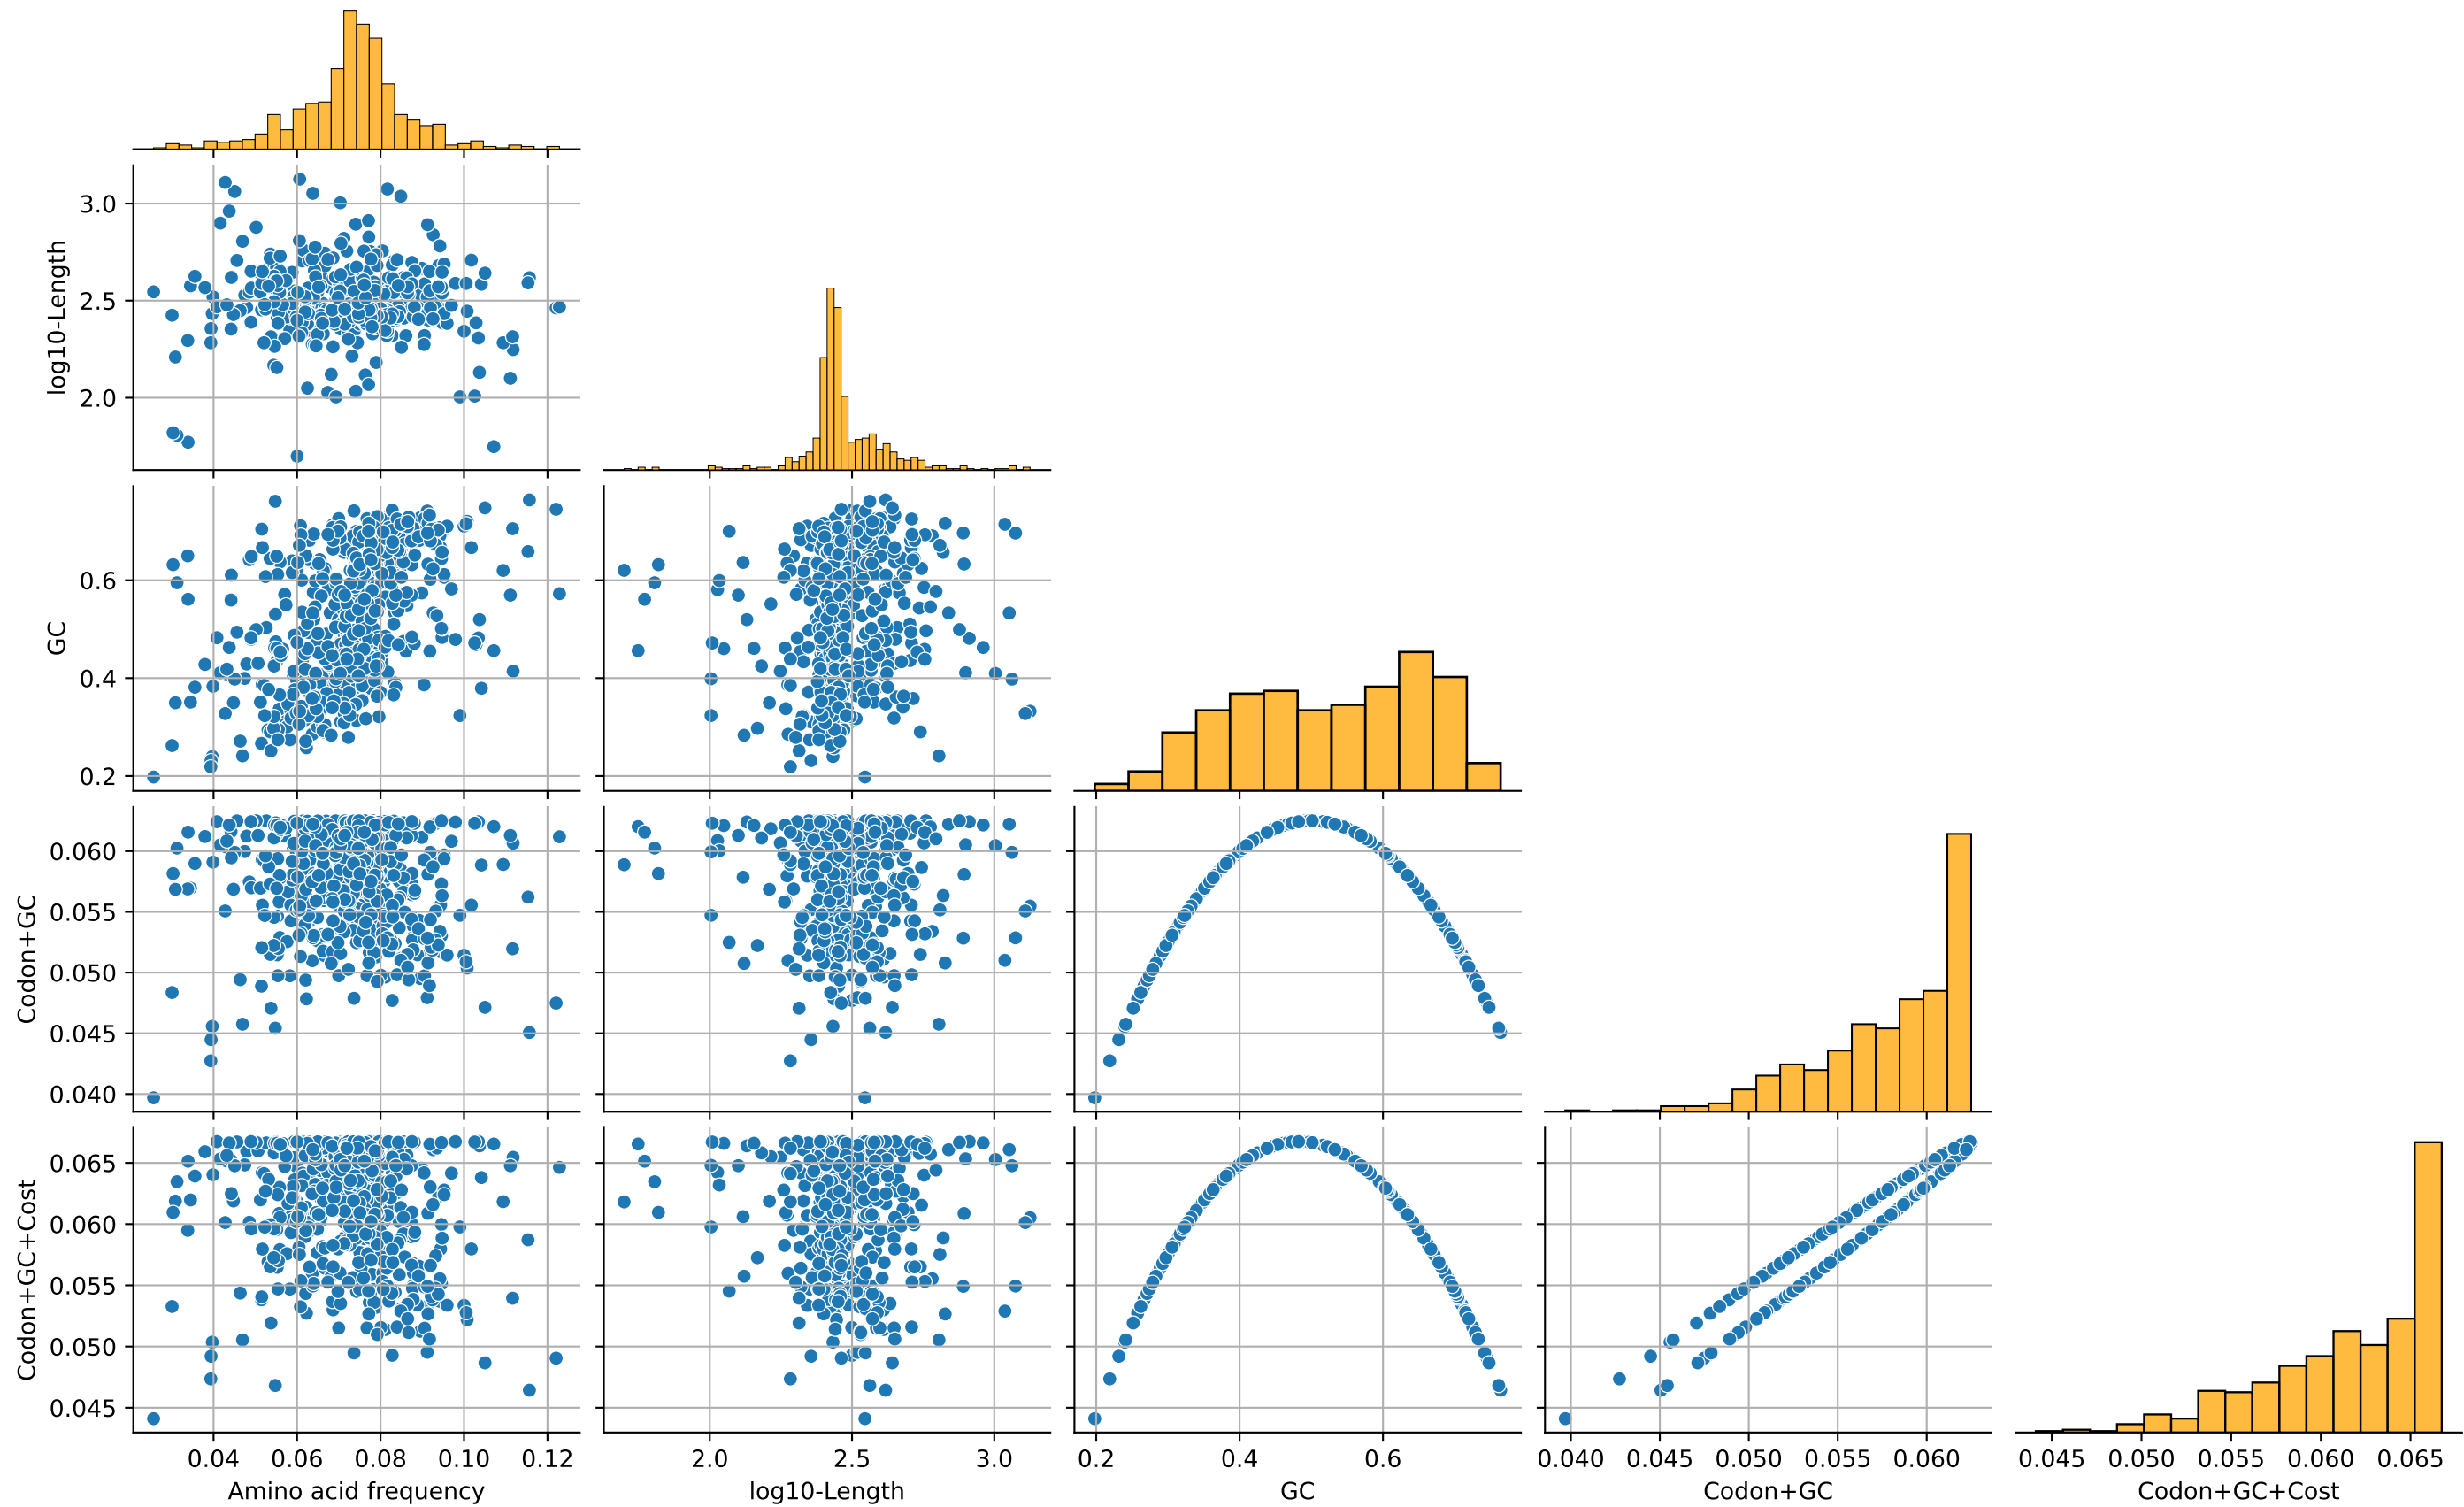 log10-Length
3.0
2.5
2.0
GC
0.6
0.4
0.2
Codon+GC
0.060
0.055
0.050
0.045
0.040
Codon+GC+Cost
0.065
0.060
0.055
0.050
0.045
0.04 0.06 0.08 0.10 0.12
Amino acid frequency
2.0 2.5 3.0
log10-Length
0.2 0.4 0.6
GC
0.040 0.045 0.050 0.055 0.060
Codon+GC
0.045 0.050 0.055 0.060 0.065
Codon+GC+Cost